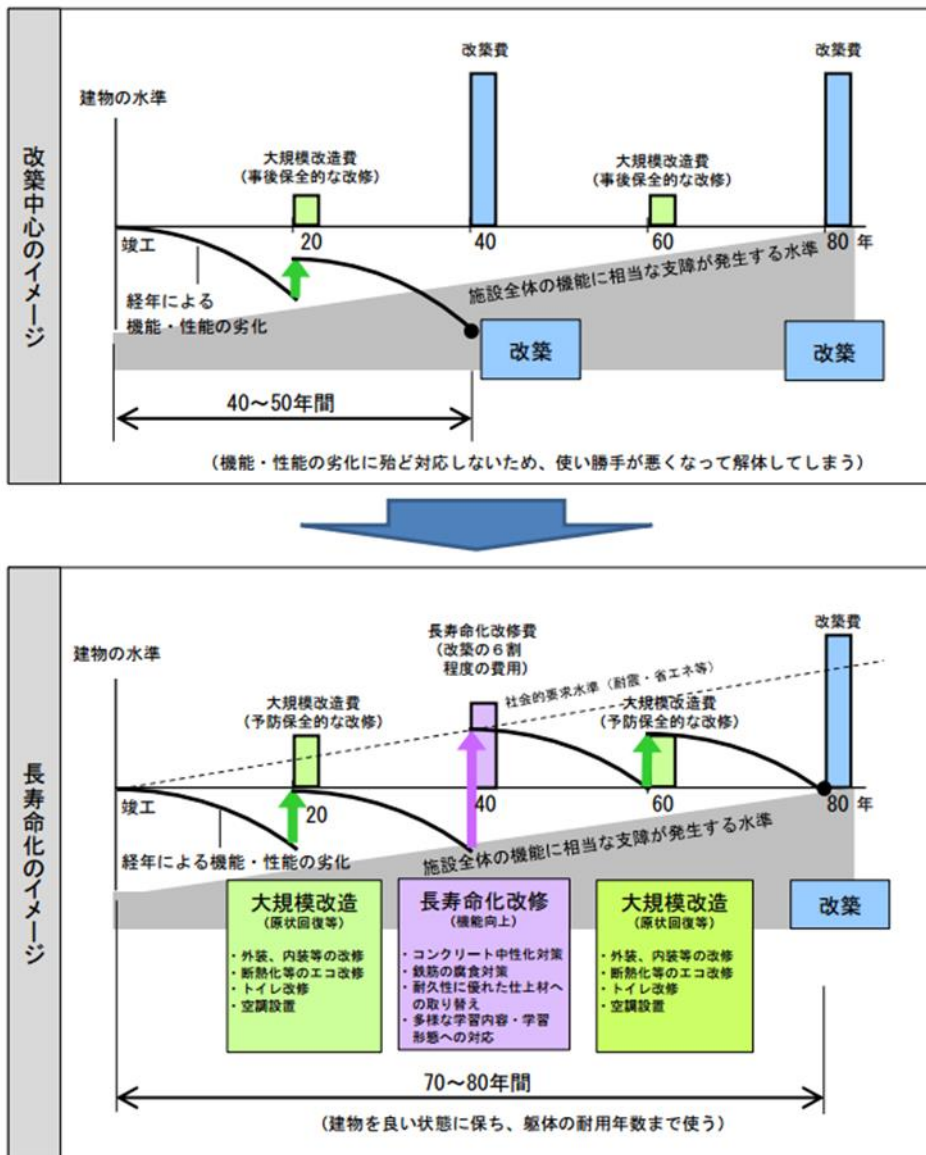 改築中心のイメージ
改築費
改築費
建物の水準
大規模改造費
(事後保全的な改修)
大規模改造費
(事後保全的な改修)
竣工
20
40
60
80 年
経年による
機能・性能の劣化
施設全体の機能に相当な支障が発生する水準
改築
改築
40～50年間
(機能・性能の劣化に殆ど対応しないため、使い勝手が悪くなって解体してしまう)
長寿命化のイメージ
長寿命化改修費
(改築の6割
程度の費用)
改築費
建物の水準
社会的要求水準(耐震・省エネ等)
大規模改造費
(予防保全的な改修)
大規模改造費
(予防保全的な改修)
竣工
20
40
60
80 年
経年による機能・性能の劣化
施設全体の機能に相当な支障が発生する水準
大規模改造
(原状回復等)
・外装、内装等の改修
・断熱化等のエコ改修
・トイレ改修
・空調設置
長寿命化改修
(機能向上)
・コンクリート中性化対策
・鉄筋の腐食対策
・耐久性に優れた仕上材へ
の取り替え
・多様な学習内容・学習
形態への対応
大規模改造
(原状回復等)
・外装、内装等の改修
・断熱化等のエコ改修
・トイレ改修
・空調設置
改築
70～80年間
(建物を良い状態に保ち、躯体の耐用年数まで使う)